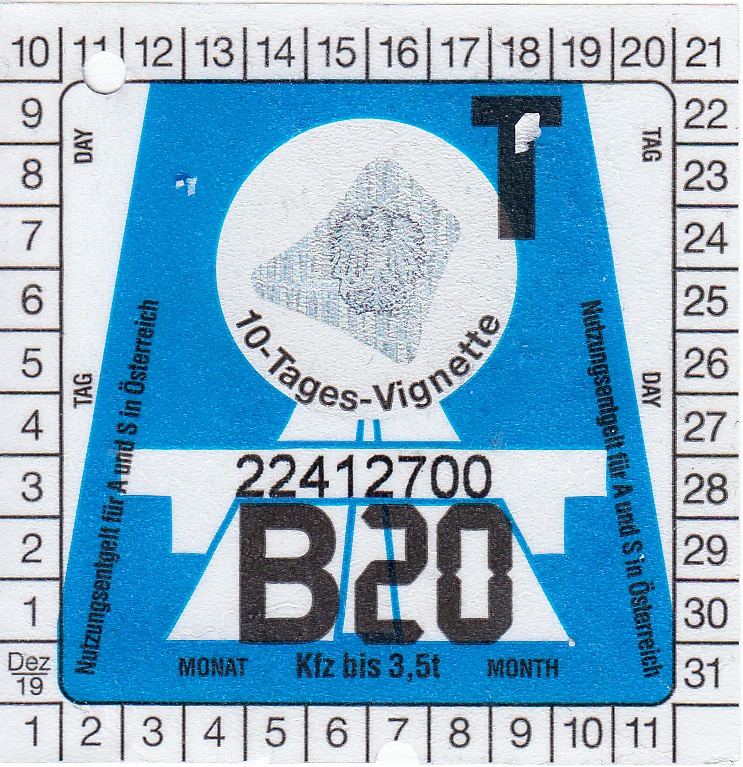 10 11 12 13 14 15 16 17 18 19 20 21
9
8
7
6
5
4
3
2
1
Dez
19
DAY
TAG
Nutzungsentgelt für A und S in Österreich
T
10-Tages-Vignette
22412700
B20
MONAT Kfz bis 3,5t MONTH
TAG
DAY
Nutzungsentgelt für A und S in Österreich
22
23
24
25
26
27
28
29
30
31
1 2 3 4 5 6 7 8 9 10 11